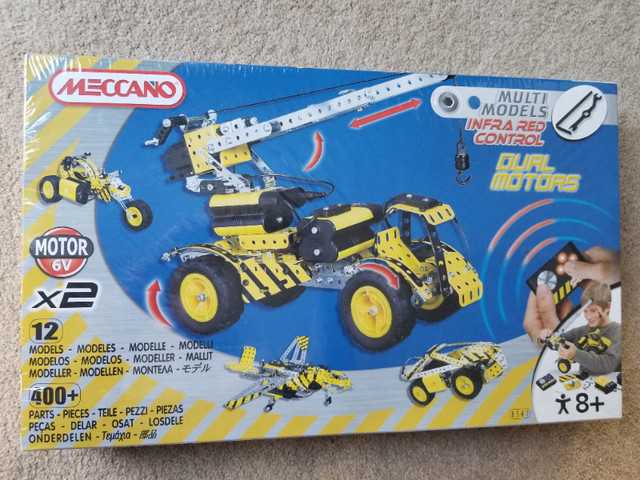 MECCANO
MULTI
MODELS
INFRA RED
CONTROL
DUAL
MOTORS
MOTOR
6V
x2
12
MODELS - MODELES - MODELLE - MODELLI
MODELOS - MODELOS - MODELLER - MALLIT
MODELLER - MODELLEN - ΜΟΝΤΕΛΑ - モデル
400+
PARTS - PIECES - TEILE - PEZZI - PIEZAS
PEÇAS - DELAR - OSAT - LOSDELE
ONDERDELEN - Τεμάχια - 部品
8+